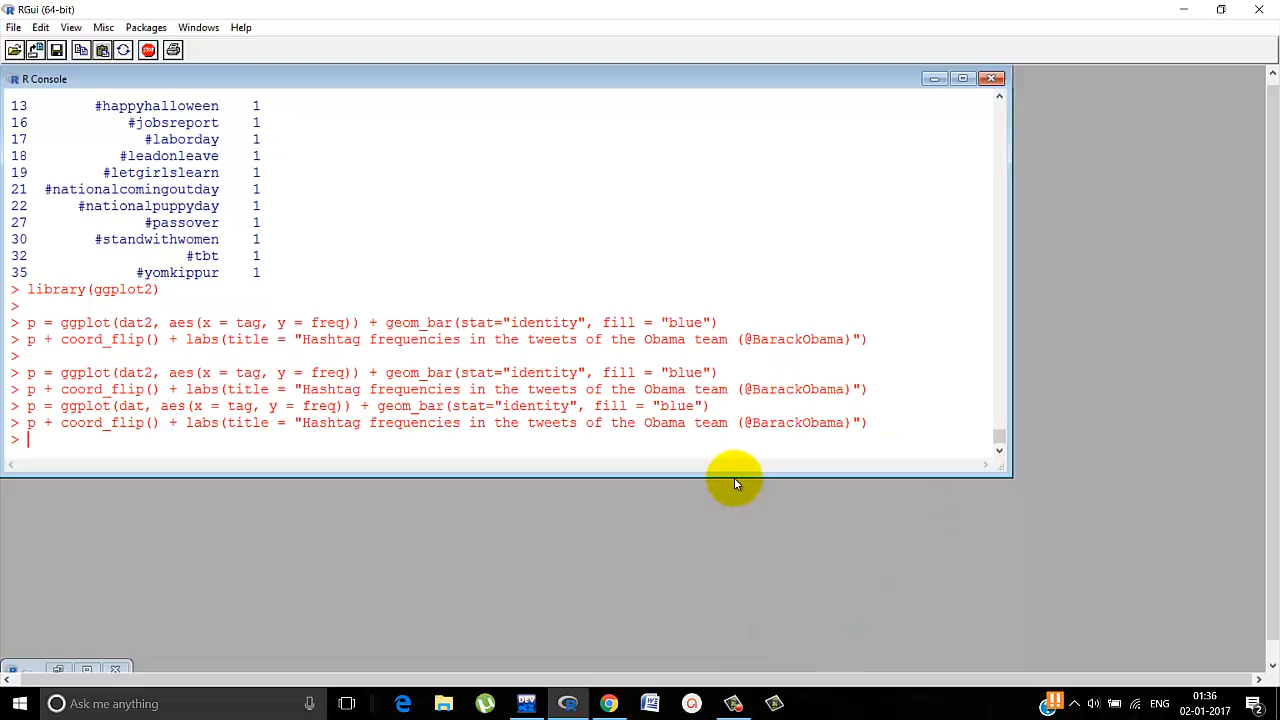 RGui (64-bit)
File Edit View Misc Packages Windows Help
STOP
R Console
13 #happyhalloween 1
16 #jobsreport 1
17 #laborday 1
18 #leadonleave 1
19 #letgirlslearn 1
21 #nationalcomingoutday 1
22 #nationalpuppyday 1
27 #passover 1
30 #standwithwomen 1
32 #tbt 1
35 #yomkippur 1
> library(ggplot2)
>
> p = ggplot(dat2, aes(x = tag, y = freq)) + geom_bar(stat="identity", fill = "blue")
> p + coord_flip() + labs(title = "Hashtag frequencies in the tweets of the Obama team (@BarackObama)")
>
> p = ggplot(dat2, aes(x = tag, y = freq)) + geom_bar(stat="identity", fill = "blue")
> p + coord_flip() + labs(title = "Hashtag frequencies in the tweets of the Obama team (@BarackObama)")
> p = ggplot(dat, aes(x = tag, y = freq)) + geom_bar(stat="identity", fill = "blue")
> p + coord_flip() + labs(title = "Hashtag frequencies in the tweets of the Obama team (@BarackObama)")
>
Ask me anything
DEV
ENG
01:36
02-01-2017
2